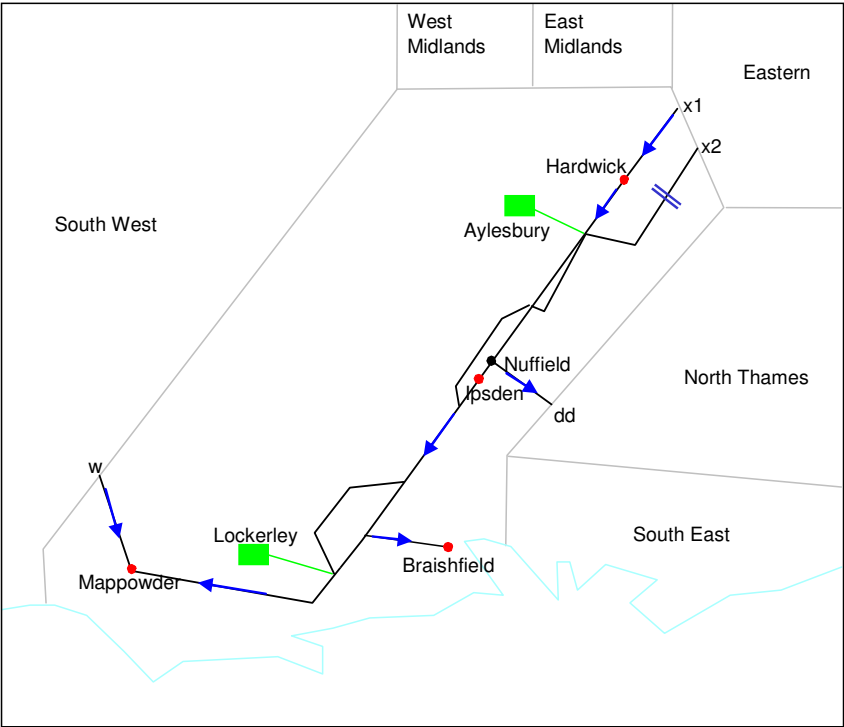 West
Midlands
East
Midlands
Eastern
x1
x2
Hardwick
South West
Aylesbury
Nuffield
Ipsden
North Thames
dd
w
Lockerley
South East
Braishfield
Mappowder